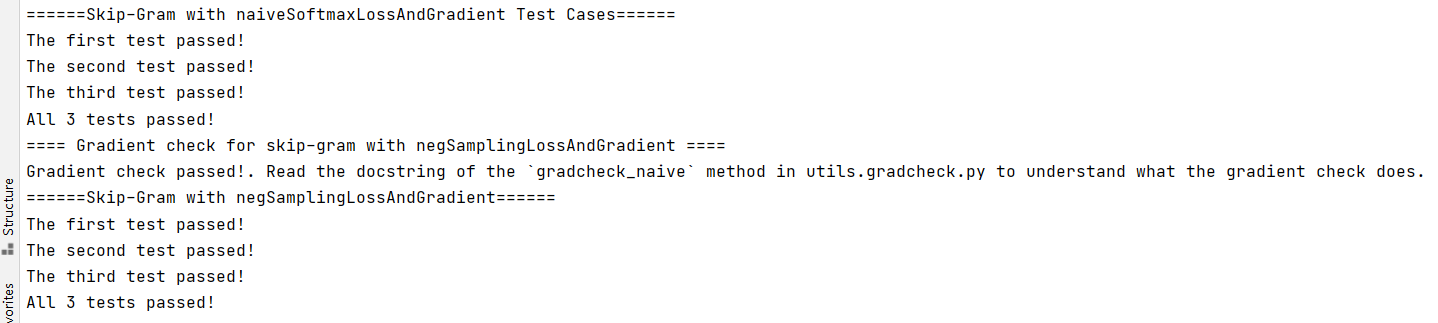 ======Skip-Gram with naiveSoftmaxLossAndGradient Test Cases======
The first test passed!
The second test passed!
The third test passed!
All 3 tests passed!
==== Gradient check for skip-gram with negSamplingLossAndGradient ====
Gradient check passed!. Read the docstring of the `gradcheck_naive` method in utils.gradcheck.py to understand what the gradient check does.
======Skip-Gram with negSamplingLossAndGradient======
The first test passed!
The second test passed!
The third test passed!
All 3 tests passed!
Structure
vorites